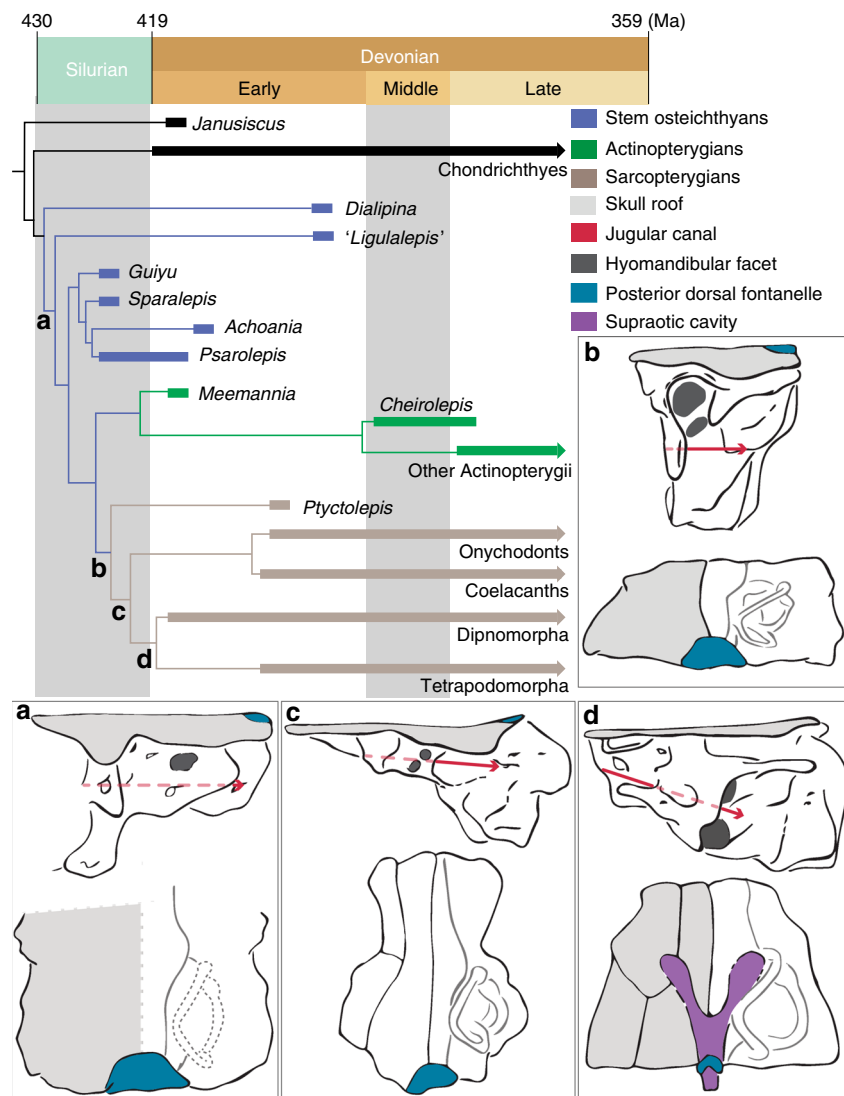 430 419 359 (Ma)
Silurian
Devonian
Early Middle Late
Janusiscus
Chondrichthyes
Dialipina
'Ligulalepis'
Guiyu
a
Sparalepis
Achoania
Psarolepis
Meemannia
Cheirolepis
Other Actinopterygii
Ptyctolepis
Onychodonts
b
Coelacanths
c
Dipnomorpha
d
Tetrapodomorpha
Stem osteichthyans
Actinopterygians
Sarcopterygians
Skull roof
Jugular canal
Hyomandibular facet
Posterior dorsal fontanelle
Supraotic cavity
b
a
c
d